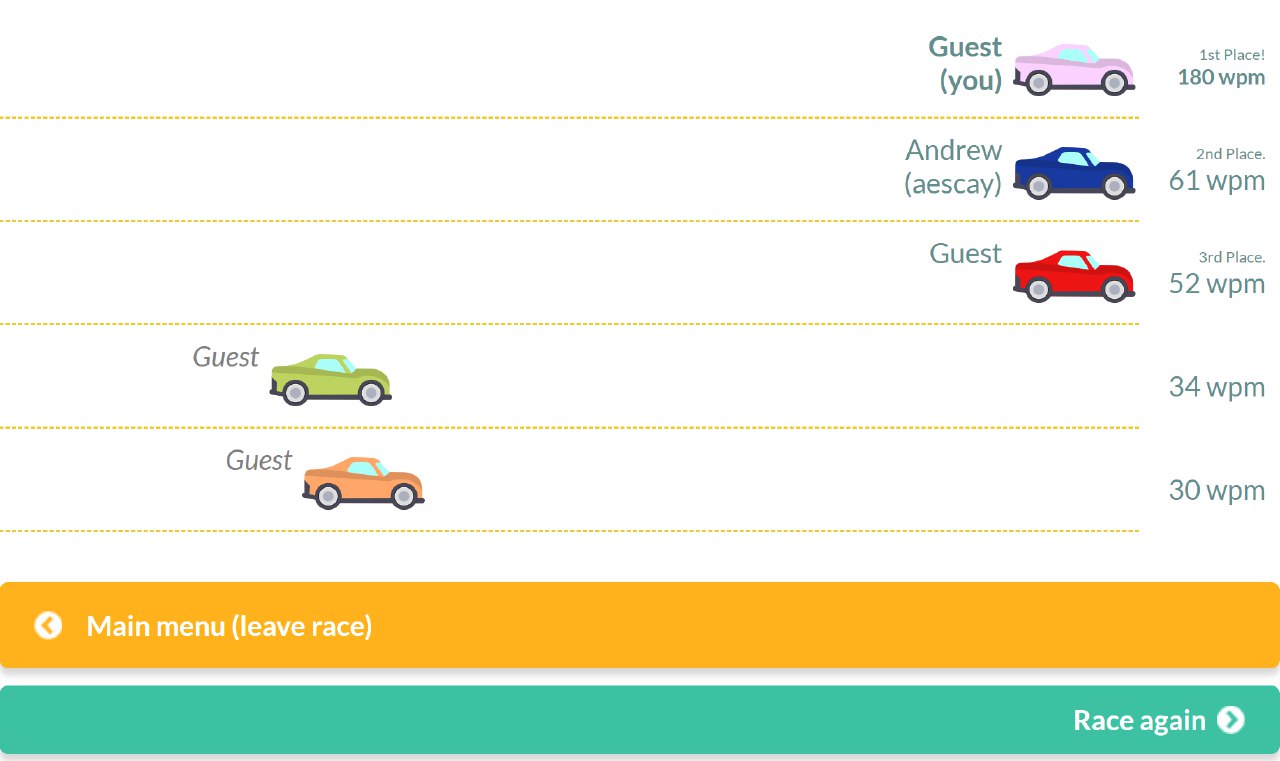 Guest
(you)
1st Place!
180 wpm
Andrew
(aescay)
2nd Place.
61 wpm
Guest
3rd Place.
52 wpm
Guest
34 wpm
Guest
30 wpm
Main menu (leave race)
Race again